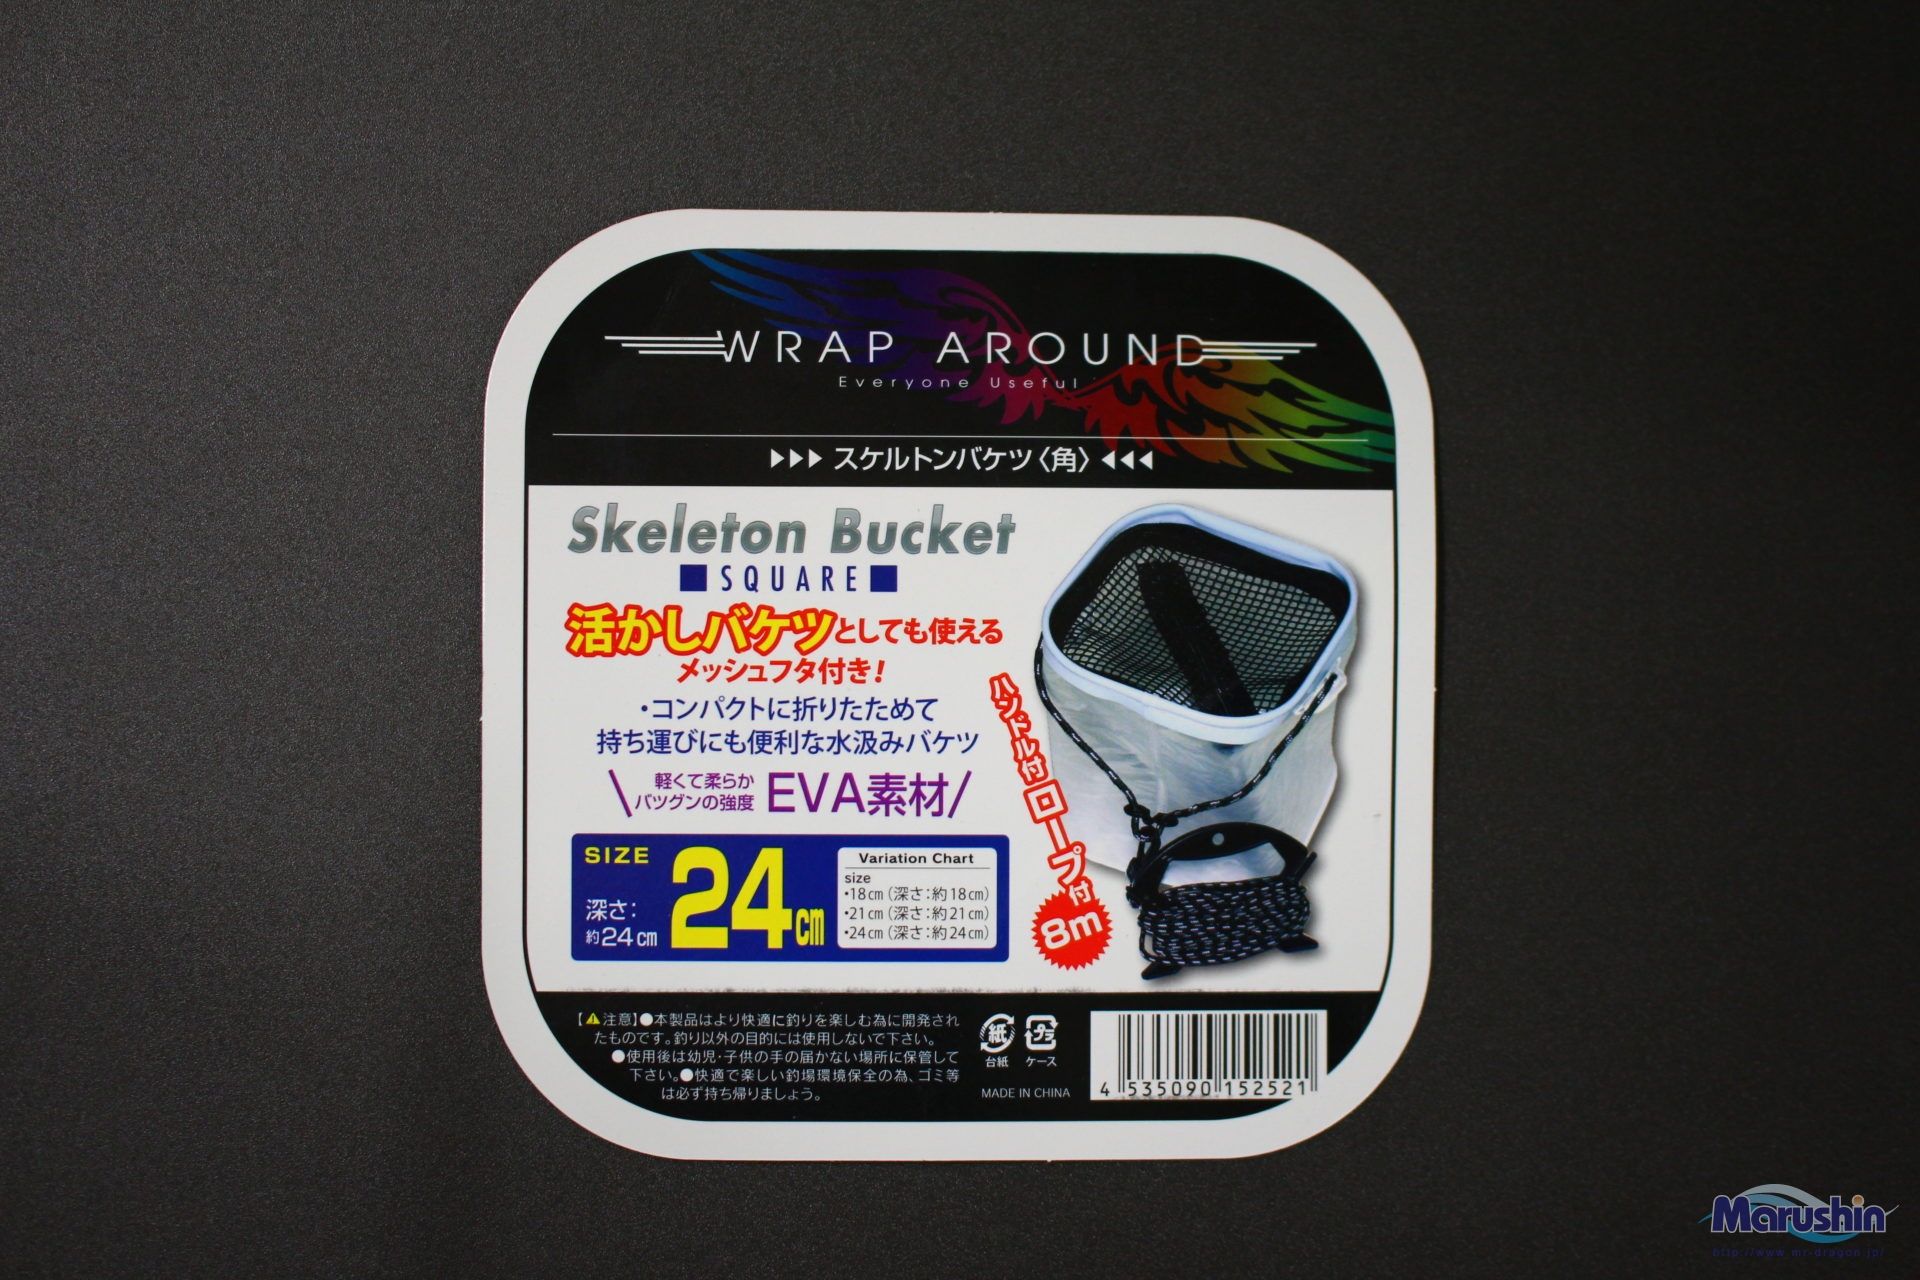 WRAP AROUND
Everyone Useful
▶▶▶ スケルトンバケツ〈角〉 ◀◀◀
Skeleton Bucket
■SQUARE■
活かしバケツとしても使える
メッシュフタ付き!
・コンパクトに折りたためて
持ち運びにも便利な水汲みバケツ
軽くて柔らか
バツグンの強度
EVA素材
ハンドル付ロープ付
8m
SIZE
深さ:
約24cm
24cm
Variation Chart
size
・18cm(深さ:約18cm)
・21cm(深さ:約21cm)
・24cm(深さ:約24cm)
【⚠注意】●本製品はより快適に釣りを楽しむ為に開発され
たものです。釣り以外の目的には使用しないで下さい。
●使用後は幼児・子供の手の届かない場所に保管して
下さい。●快適で楽しい釣場環境保全の為、ゴミ等
は必ず持ち帰りましょう。
紙
台紙
プラ
ケース
MADE IN CHINA
4 535090 152521
Marushin
http://www.mr-dragon.jp/